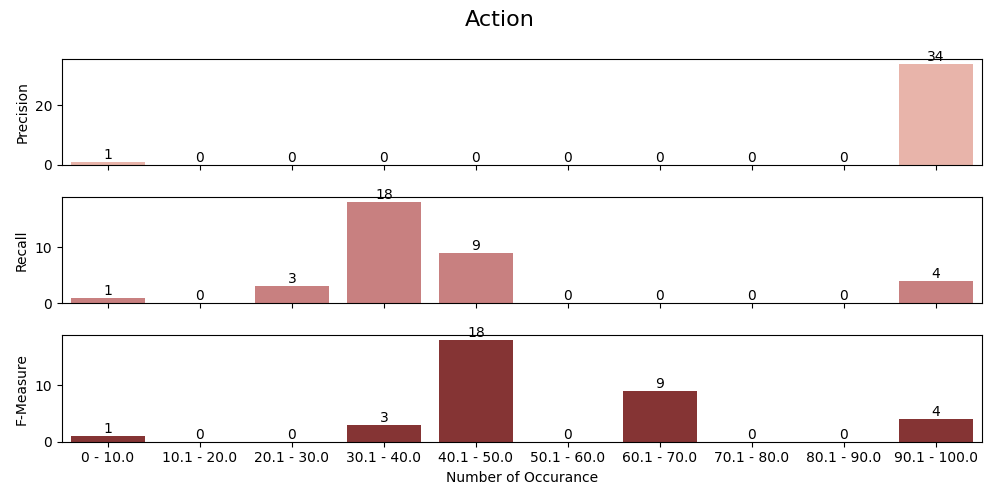 Action
Precision
20
0
1 0 0 0 0 0 0 0 0 34
Recall
10
0
1 0 3 18 9 0 0 0 0 4
F-Measure
10
0
1 0 0 3 18 0 9 0 0 4
0 - 10.0 10.1 - 20.0 20.1 - 30.0 30.1 - 40.0 40.1 - 50.0 50.1 - 60.0 60.1 - 70.0 70.1 - 80.0 80.1 - 90.0 90.1 - 100.0
Number of Occurance